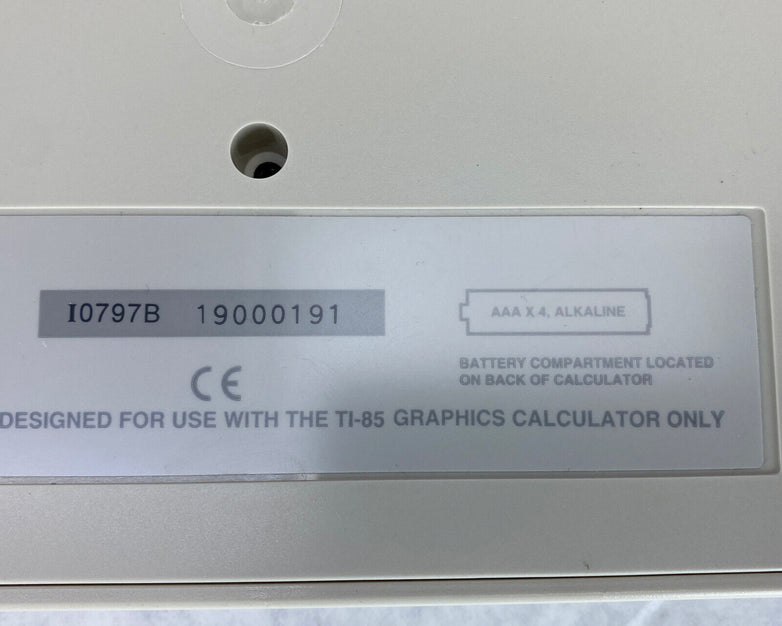 I0797B 19000191
AAA X 4, ALKALINE
CE
BATTERY COMPARTMENT LOCATED
ON BACK OF CALCULATOR
DESIGNED FOR USE WITH THE TI-85 GRAPHICS CALCULATOR ONLY